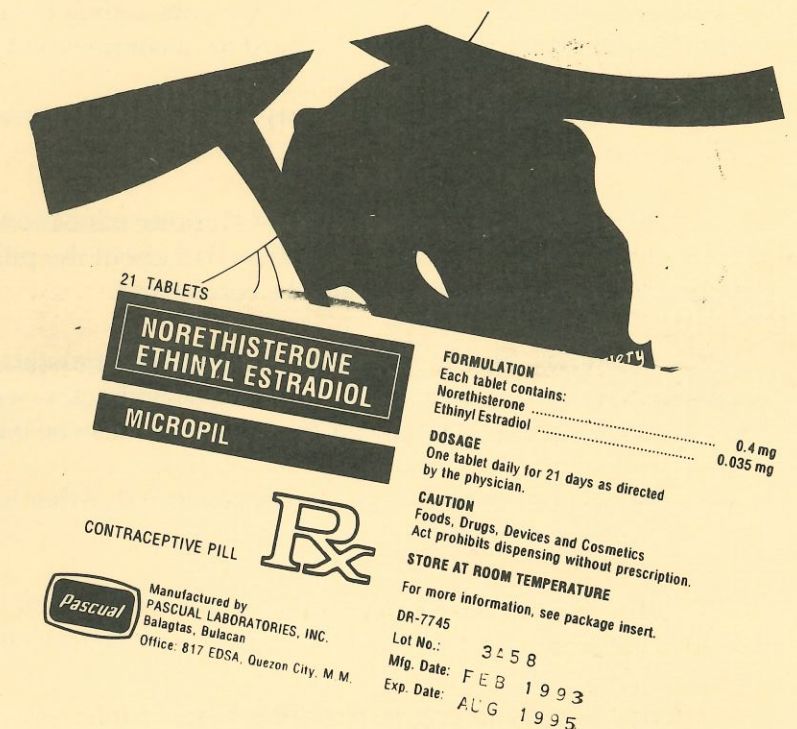 21 TABLETS
NORETHISTERONE
ETHINYL ESTRADIOL
MICROPIL
CONTRACEPTIVE PILL
Rx
Pascual
Manufactured by
PASCUAL LABORATORIES, INC.
Balagtas, Bulacan
Office: 817 EDSA, Quezon City, M.M.
FORMULATION
Each tablet contains:
Norethisterone ........................................ 0.4 mg
Ethinyl Estradiol ........................................ 0.035 mg
DOSAGE
One tablet daily for 21 days as directed
by the physician.
CAUTION
Foods, Drugs, Devices and Cosmetics
Act prohibits dispensing without prescription.
STORE AT ROOM TEMPERATURE
For more information, see package insert.
DR-7745
Lot No.:
Mfg. Date: FEB 1993
Exp. Date: AUG 1995